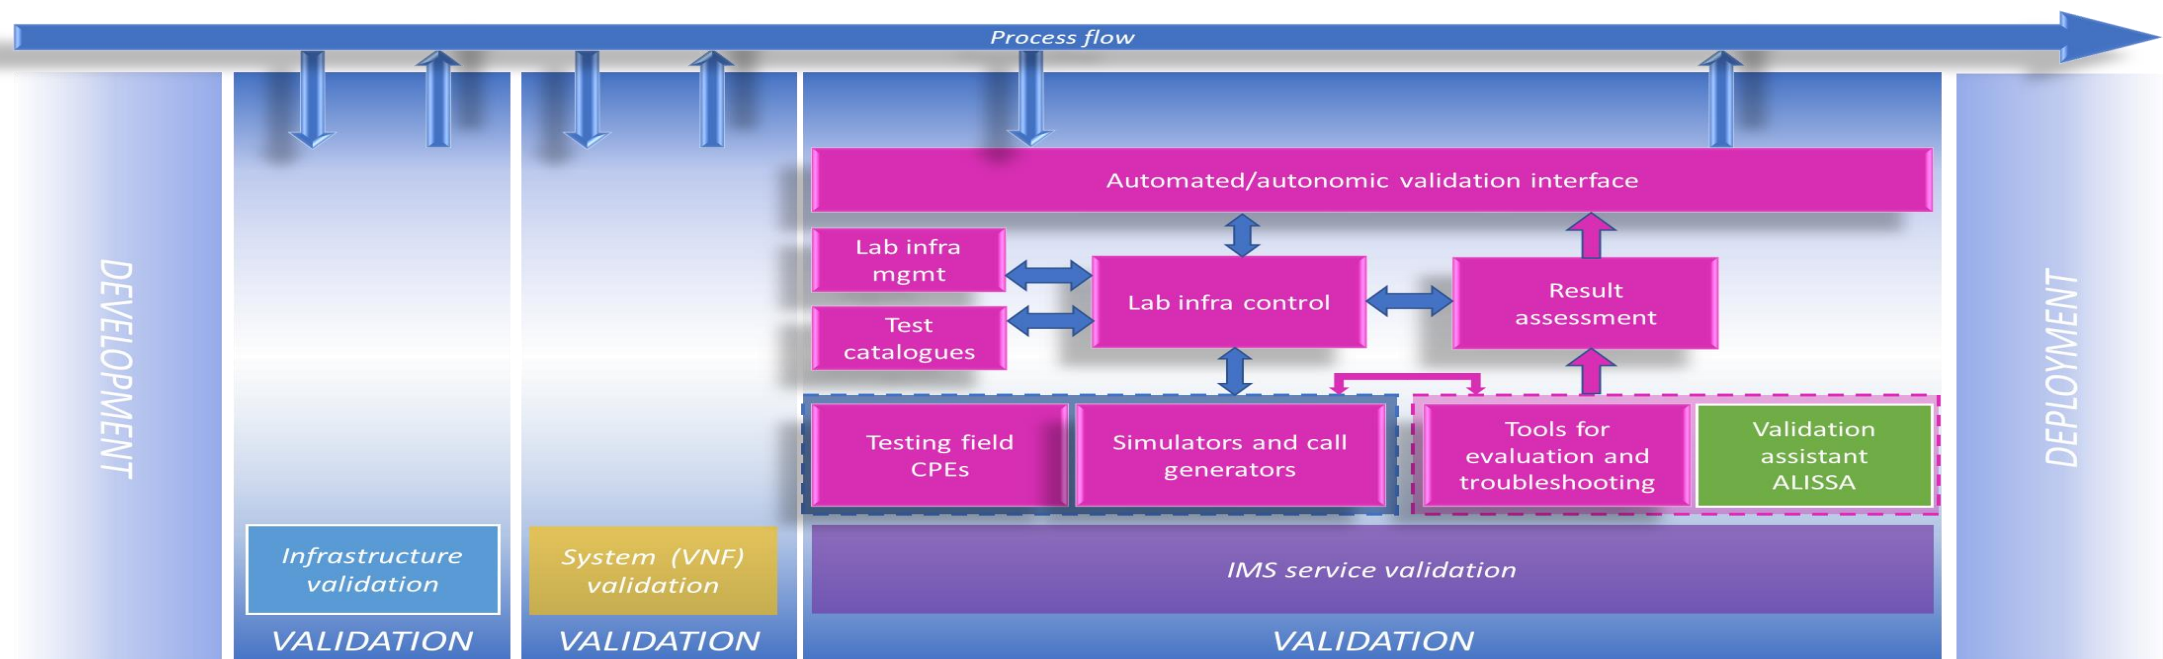 Process flow
DEVELOPMENT
Infrastructure
validation
VALIDATION
System (VNF)
validation
VALIDATION
Automated/autonomic validation interface
Lab infra
mgmt
Test
catalogues
Lab infra control
Result
assessment
Testing field
CPEs
Simulators and call
generators
Tools for
evaluation and
troubleshooting
Validation
assistant
ALISSA
IMS service validation
VALIDATION
DEPLOYMENT